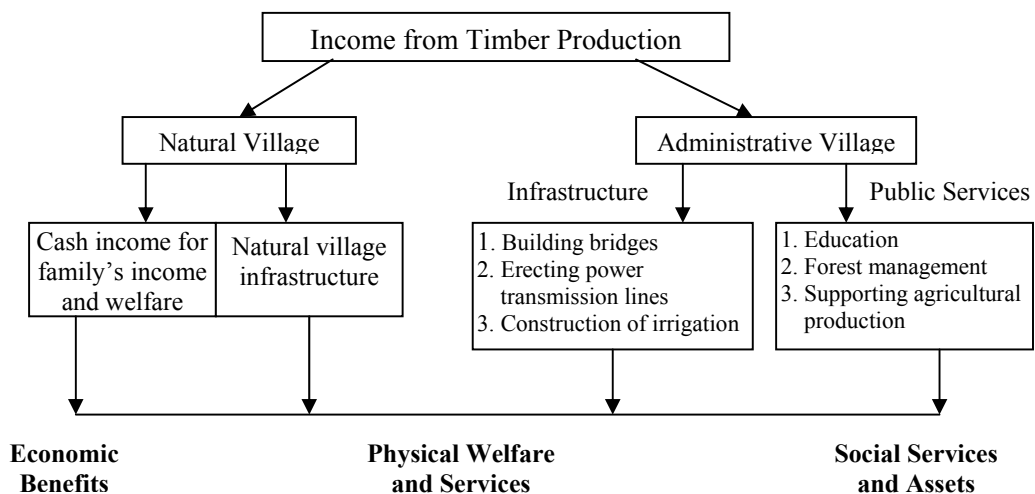 Income from Timber Production
Natural Village
Administrative Village
Infrastructure
Public Services
Cash income for
family's income
and welfare
Natural village
infrastructure
1. Building bridges
2. Erecting power
transmission lines
3. Construction of irrigation
1. Education
2. Forest management
3. Supporting agricultural
production
Economic
Benefits
Physical Welfare
and Services
Social Services
and Assets